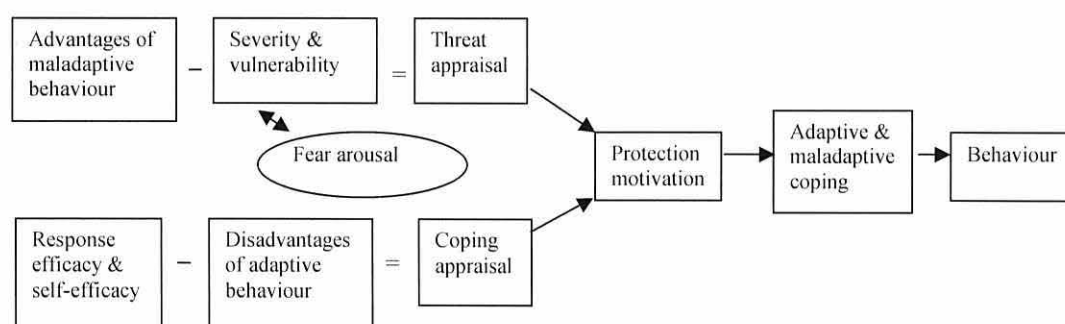 Advantages of
maladaptive
behaviour
−
Severity &
vulnerability
=
Threat
appraisal
Fear arousal
Protection
motivation
Adaptive &
maladaptive
coping
Behaviour
Response
efficacy &
self-efficacy
−
Disadvantages
of adaptive
behaviour
=
Coping
appraisal